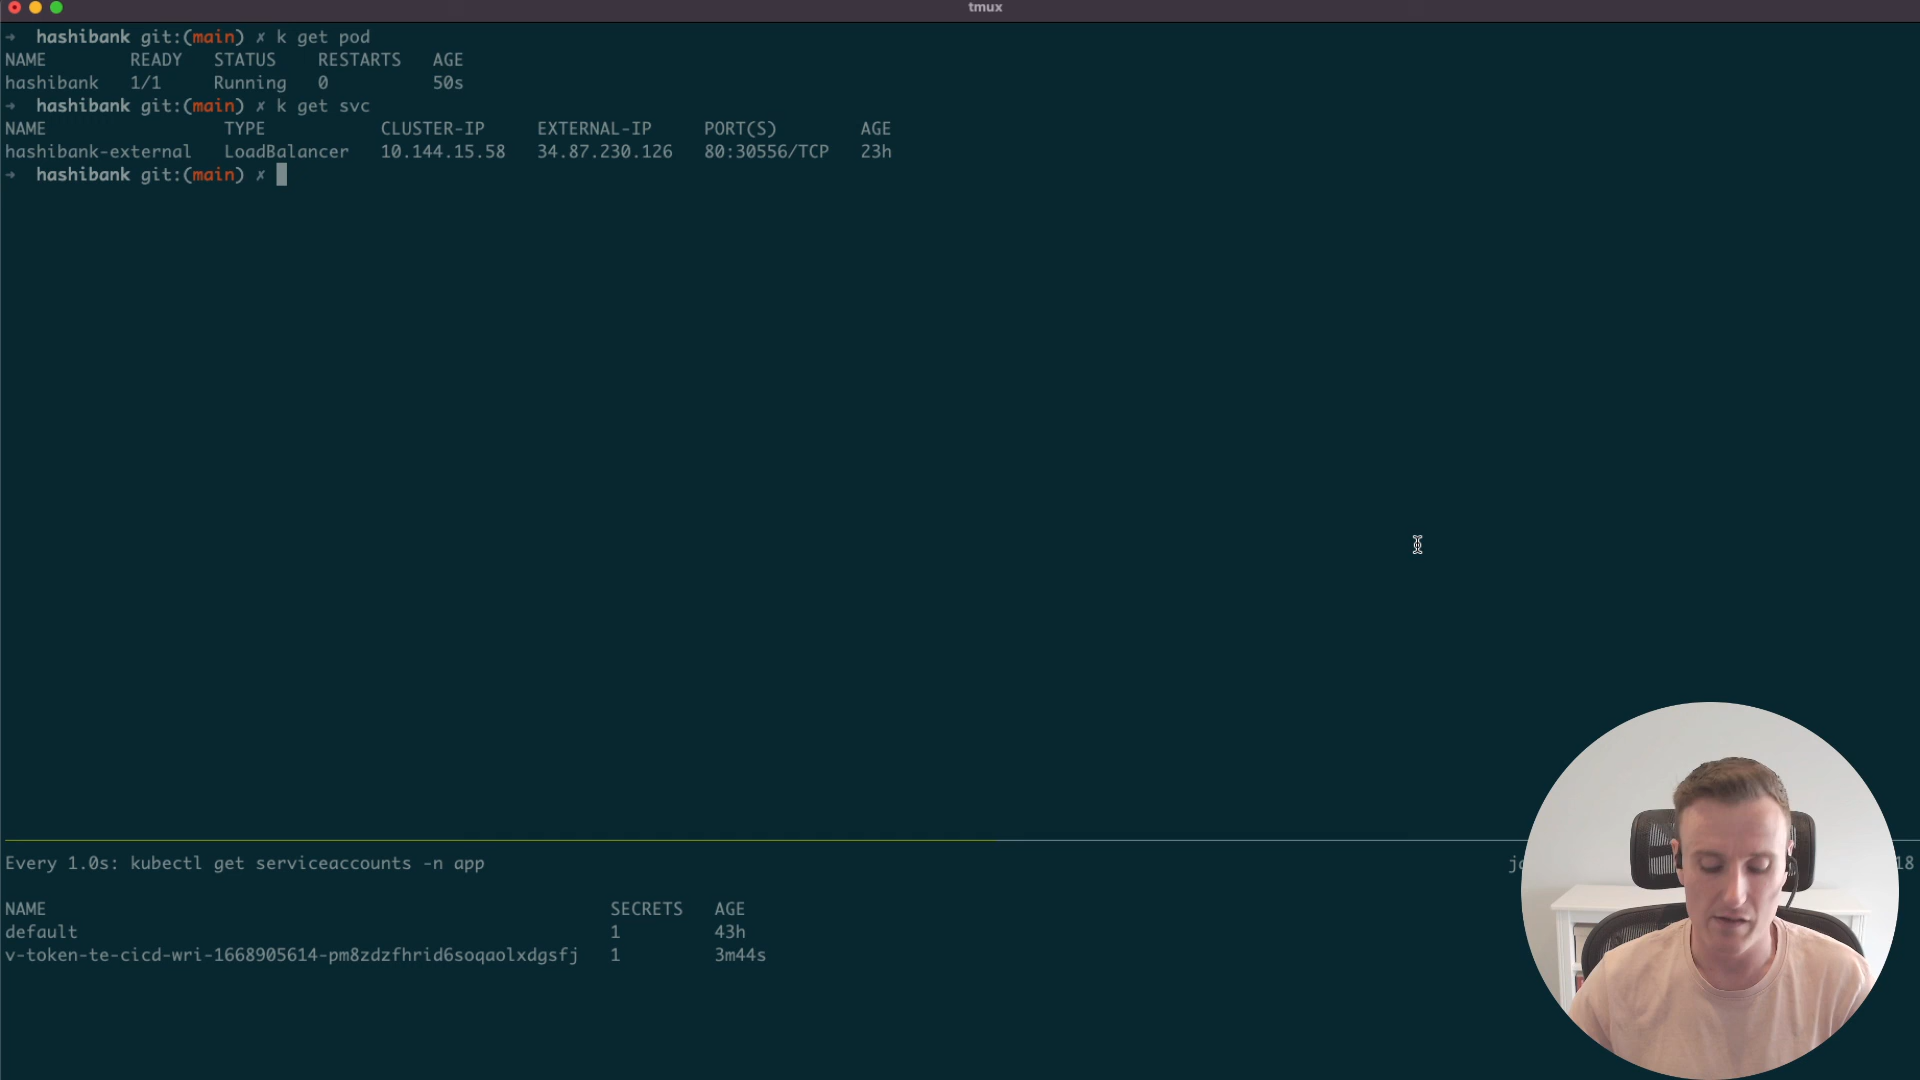 tmux
→ hashibank git:(main) ✗ k get pod
NAME READY STATUS RESTARTS AGE
hashibank 1/1 Running 0 50s
→ hashibank git:(main) ✗ k get svc
NAME TYPE CLUSTER-IP EXTERNAL-IP PORT(S) AGE
hashibank-external LoadBalancer 10.144.15.58 34.87.230.126 80:30556/TCP 23h
→ hashibank git:(main) ✗
Every 1.0s: kubectl get serviceaccounts -n app 18
NAME SECRETS AGE
default 1 43h
v-token-te-cicd-wri-1668905614-pm8zdzfhrid6soqaolxdgsfj 1 3m44s